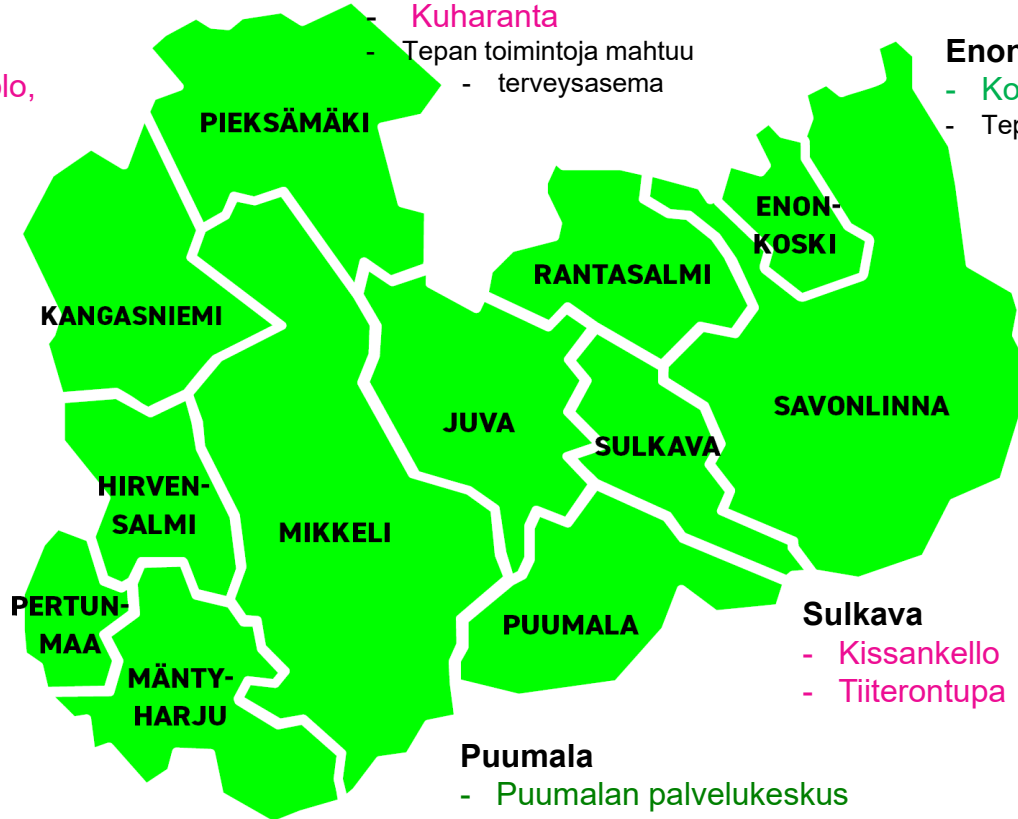 - Kuharanta
- Tepan toimintoja mahtuu
- terveysasema
PIEKSÄMÄKI
ENON-
KOSKI
RANTASALMI
KANGASNIEMI
SAVONLINNA
JUVA
SULKAVA
HIRVEN-
SALMI
MIKKELI
PERTUN-
MAA
PUUMALA
MÄNTY-
HARJU
Sulkava
- Kissankello
- Tiiterontupa
Puumala
- Puumalan palvelukeskus